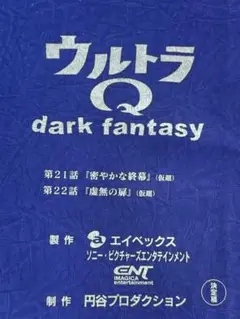 ウルトラ
Q
dark fantasy
第21話『密やかな終幕』(仮題)
第22話『虚無の扉』(仮題)
製作 a エイベックス
ソニー・ピクチャーズエンタテインメント
ENT
IMAGICA
entertainment
制作 円谷プロダクション
決定稿